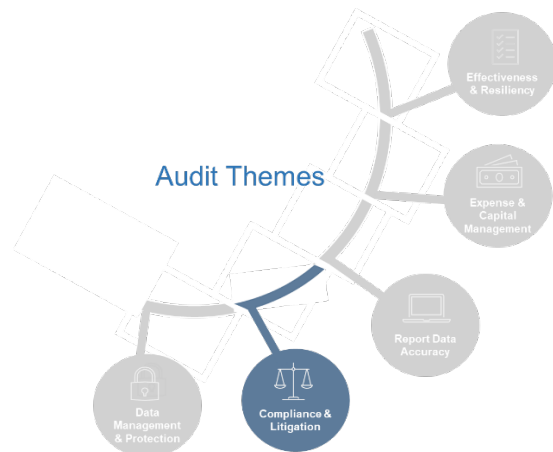 Effectiveness
& Resiliency
Audit Themes
Expense &
Capital
Management
Report Data
Accuracy
Compliance &
Litigation
Data
Management
& Protection